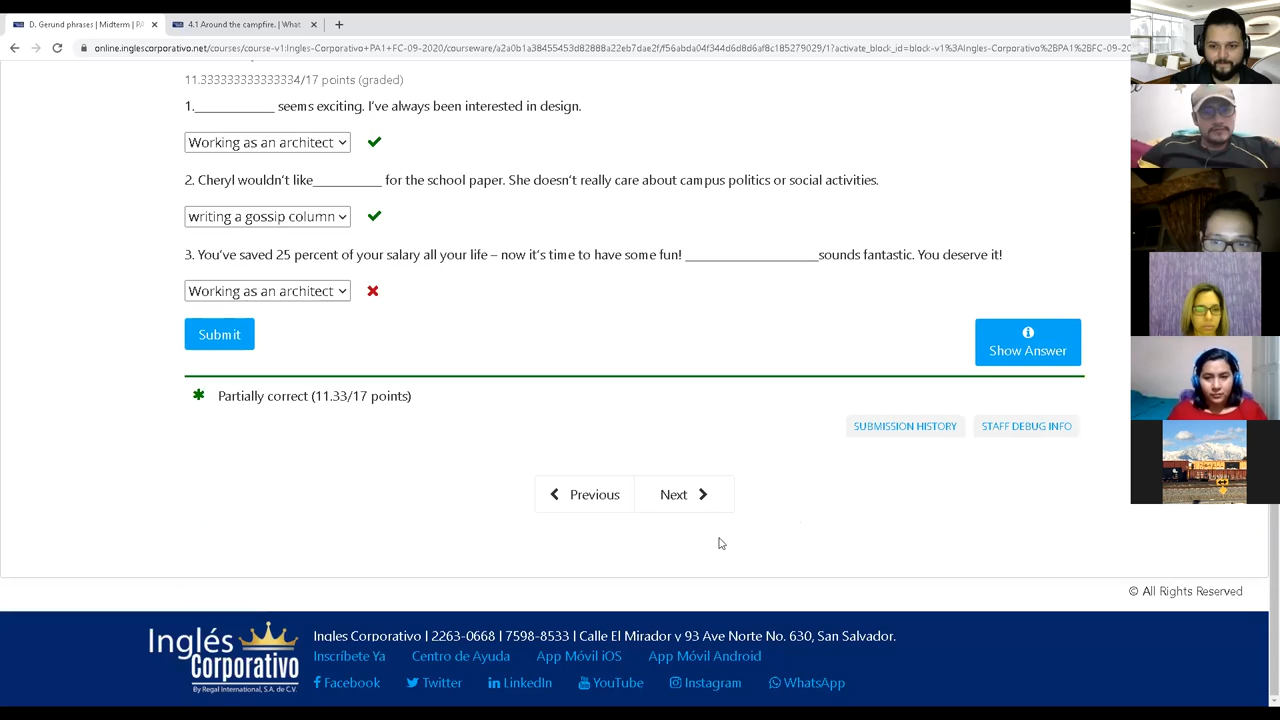 D. Gerund phrases | Midterm | PA
4.1 Around the campfire. | What
online.inglescorporativo.net/courses/course-v1:Ingles-Corporativo+PA1+FC-09-2020/courseware/a2a0b1a38455453d82888a22eb7dae2f/f56abda04f344d6d8d6af8c185279029/1?activate_block_id=block-v1%3AIngles-Corporativo%2BPA1%2BFC-09-20
11.333333333333334/17 points (graded)
1.___________ seems exciting. I've always been interested in design.
Working as an architect
2. Cheryl wouldn't like__________ for the school paper. She doesn't really care about campus politics or social activities.
writing a gossip column
3. You've saved 25 percent of your salary all your life – now it's time to have some fun! ___________________sounds fantastic. You deserve it!
Working as an architect
Submit
Show Answer
Partially correct (11.33/17 points)
SUBMISSION HISTORY
STAFF DEBUG INFO
Previous
Next
© All Rights Reserved
Inglés Corporativo
By Regal International, S.A. de C.V.
Ingles Corporativo | 2263-0668 | 7598-8533 | Calle El Mirador y 93 Ave Norte No. 630, San Salvador.
Inscríbete Ya
Centro de Ayuda
App Móvil iOS
App Móvil Android
Facebook
Twitter
LinkedIn
YouTube
Instagram
WhatsApp